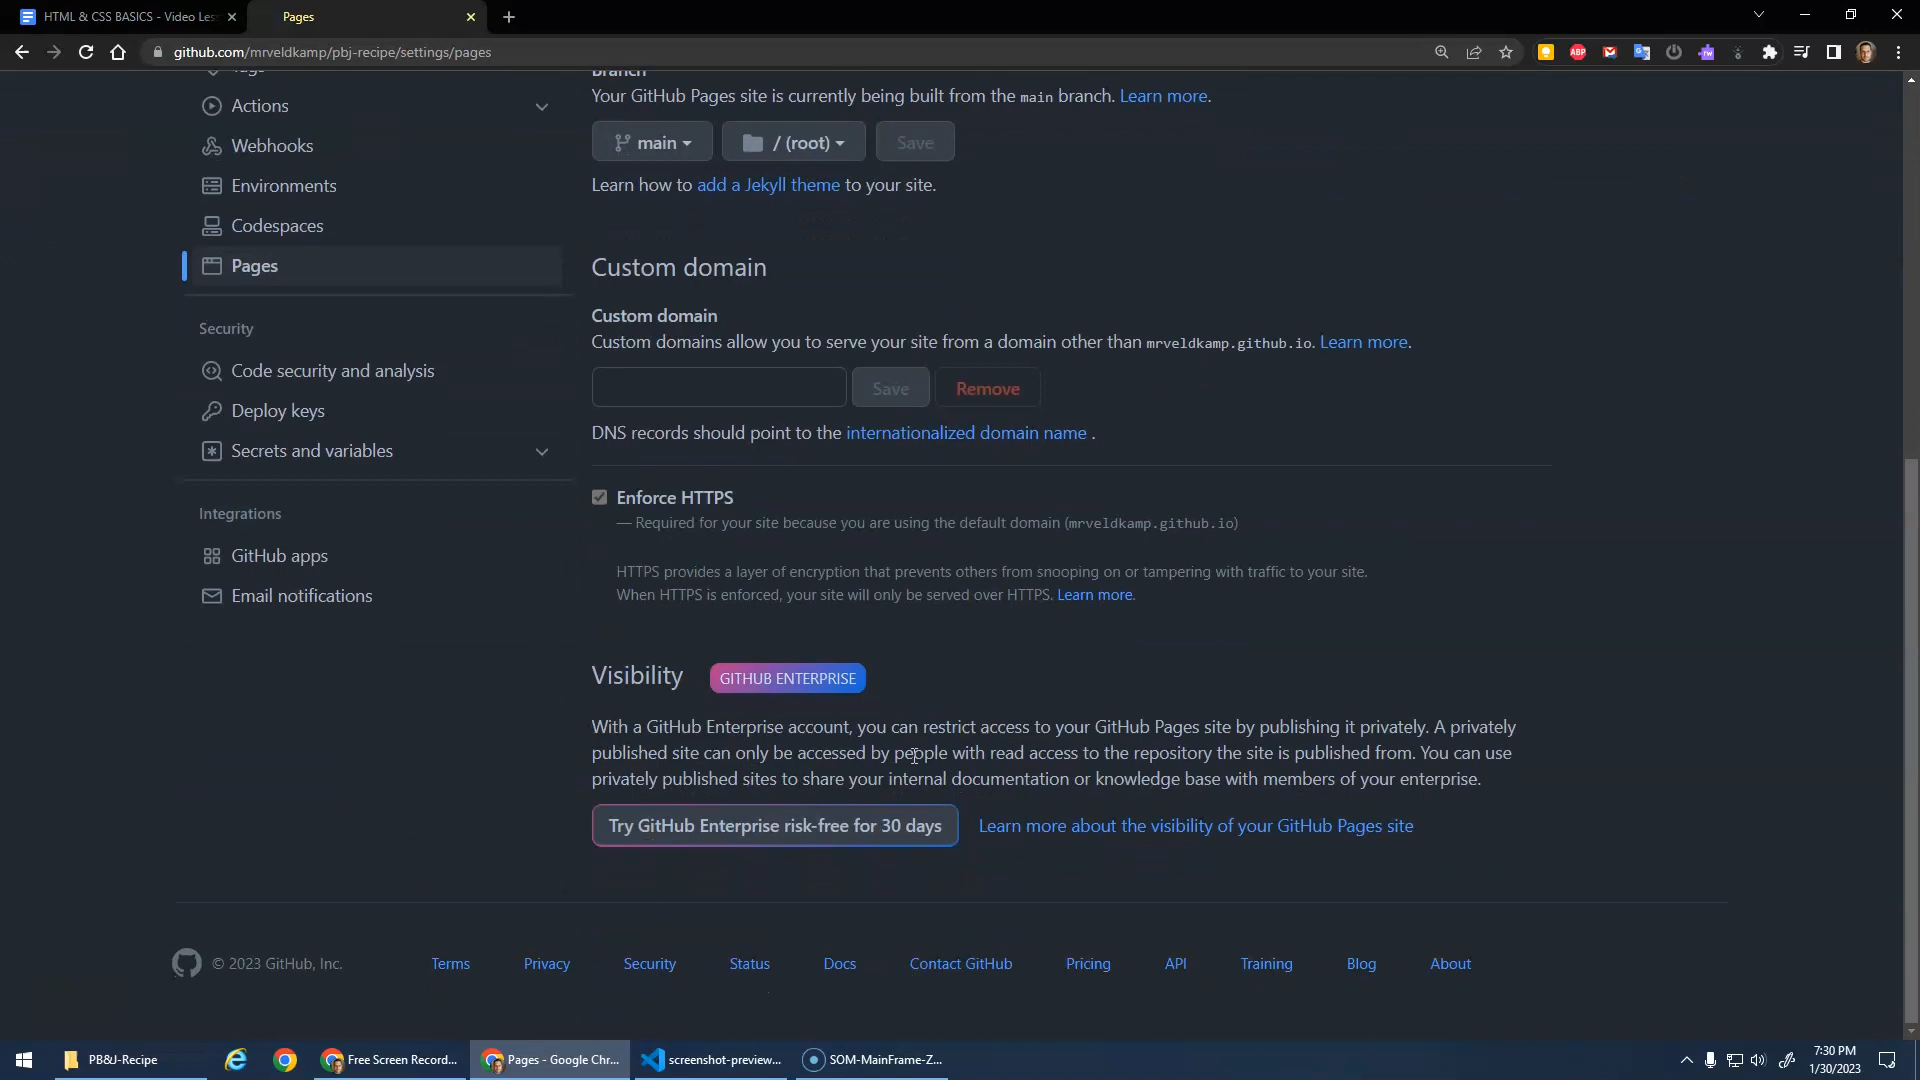 HTML & CSS BASICS - Video Les
Pages
github.com/mrveldkamp/pbj-recipe/settings/pages
Tags
Actions
Webhooks
Environments
Codespaces
Pages
Security
Code security and analysis
Deploy keys
Secrets and variables
Integrations
GitHub apps
Email notifications
Branch
Your GitHub Pages site is currently being built from the main branch. Learn more.
main
/ (root)
Save
Learn how to add a Jekyll theme to your site.
Custom domain
Custom domain
Custom domains allow you to serve your site from a domain other than mrveldkamp.github.io. Learn more.
Save
Remove
DNS records should point to the internationalized domain name .
Enforce HTTPS
— Required for your site because you are using the default domain (mrveldkamp.github.io)
HTTPS provides a layer of encryption that prevents others from snooping on or tampering with traffic to your site.
When HTTPS is enforced, your site will only be served over HTTPS. Learn more.
Visibility
GITHUB ENTERPRISE
With a GitHub Enterprise account, you can restrict access to your GitHub Pages site by publishing it privately. A privately
published site can only be accessed by people with read access to the repository the site is published from. You can use
privately published sites to share your internal documentation or knowledge base with members of your enterprise.
Try GitHub Enterprise risk-free for 30 days
Learn more about the visibility of your GitHub Pages site
© 2023 GitHub, Inc.
Terms
Privacy
Security
Status
Docs
Contact GitHub
Pricing
API
Training
Blog
About
PB&J-Recipe
Free Screen Record...
Pages - Google Chr...
screenshot-preview...
SOM-MainFrame-Z...
7:30 PM
1/30/2023